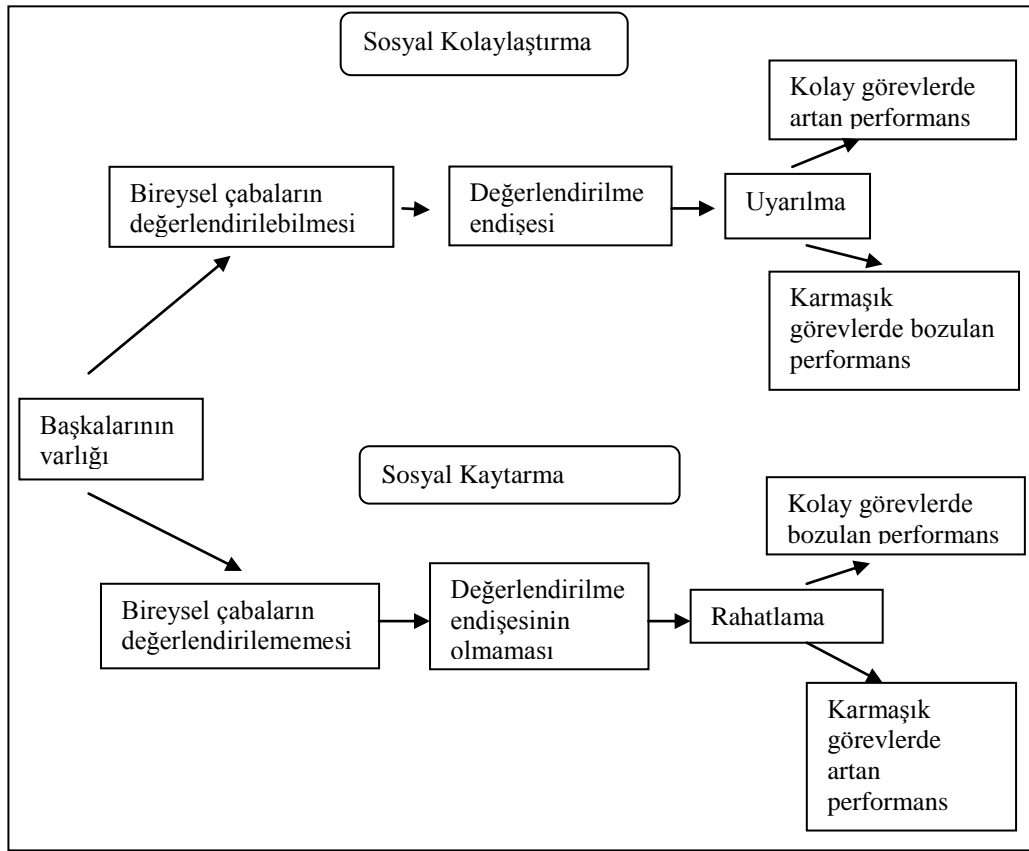 Sosyal Kolaylaştırma
Kolay görevlerde
artan performans
Bireysel çabaların
değerlendirilebilmesi
Değerlendirilme
endişesi
Uyarılma
Karmaşık
görevlerde bozulan
performans
Başkalarının
varlığı
Sosyal Kaytarma
Kolay görevlerde
bozulan performans
Bireysel çabaların
değerlendirilememesi
Değerlendirilme
endişesinin
olmaması
Rahatlama
Karmaşık
görevlerde
artan
performans